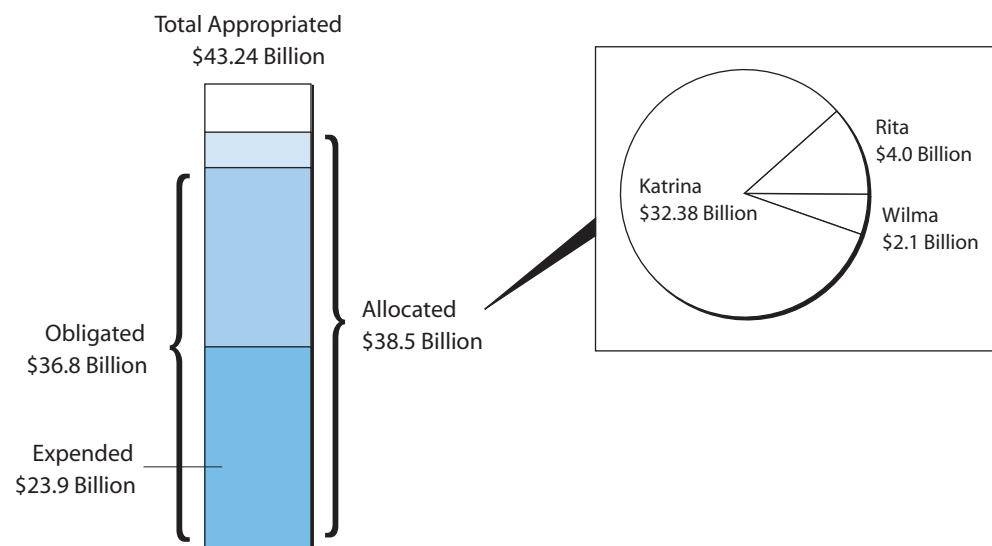 Total Appropriated
$43.24 Billion
Rita
$4.0 Billion
Katrina
$32.38 Billion
Wilma
$2.1 Billion
Allocated
$38.5 Billion
Obligated
$36.8 Billion
Expended
$23.9 Billion